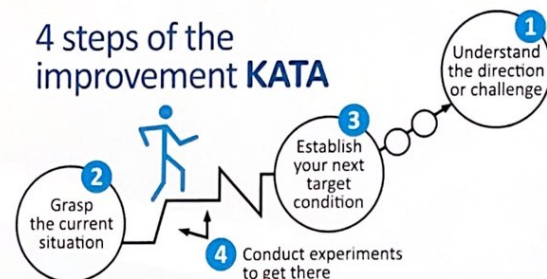 4 steps of the
improvement KATA
1
Understand
the direction
or challenge
2
Grasp
the current
situation
3
Establish
your next
target
condition
4 Conduct experiments
to get there